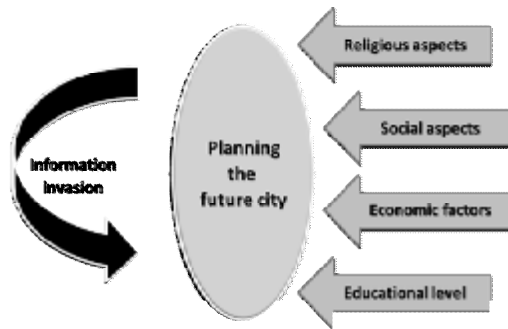 Religious aspects
Social aspects
Information
invasion
Planning
the
future city
Economic factors
Educational level